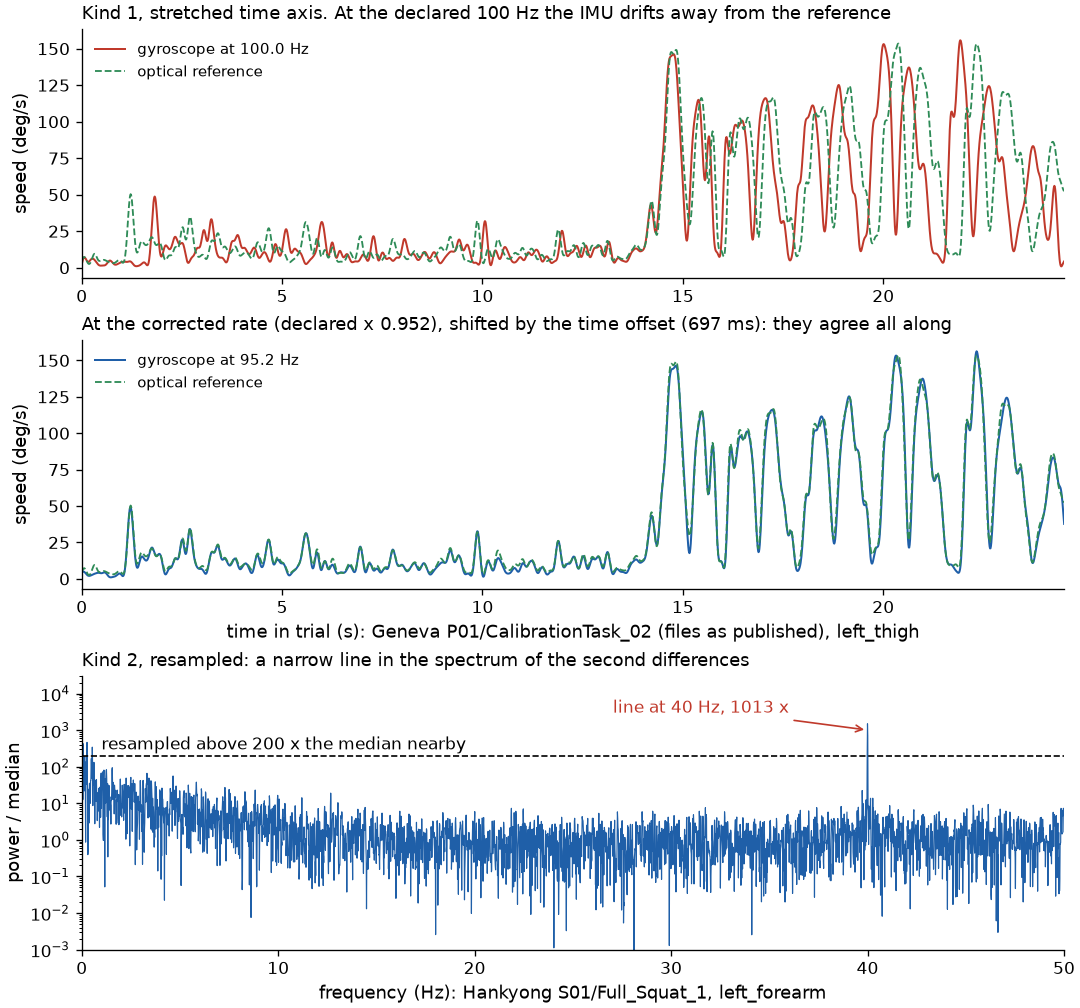 Kind 1, stretched time axis. At the declared 100 Hz the IMU drifts away from the reference
150
125
100
75
50
25
0
speed (deg/s)
gyroscope at 100.0 Hz
optical reference
0 5 10 15 20
At the corrected rate (declared x 0.952), shifted by the time offset (697 ms): they agree all along
150
125
100
75
50
25
0
speed (deg/s)
gyroscope at 95.2 Hz
optical reference
0 5 10 15 20
time in trial (s): Geneva P01/CalibrationTask_02 (files as published), left_thigh
Kind 2, resampled: a narrow line in the spectrum of the second differences
10⁴
10³
10²
10¹
10⁰
10⁻¹
10⁻²
10⁻³
power / median
line at 40 Hz, 1013 x
resampled above 200 x the median nearby
0 10 20 30 40 50
frequency (Hz): Hankyong S01/Full_Squat_1, left_forearm